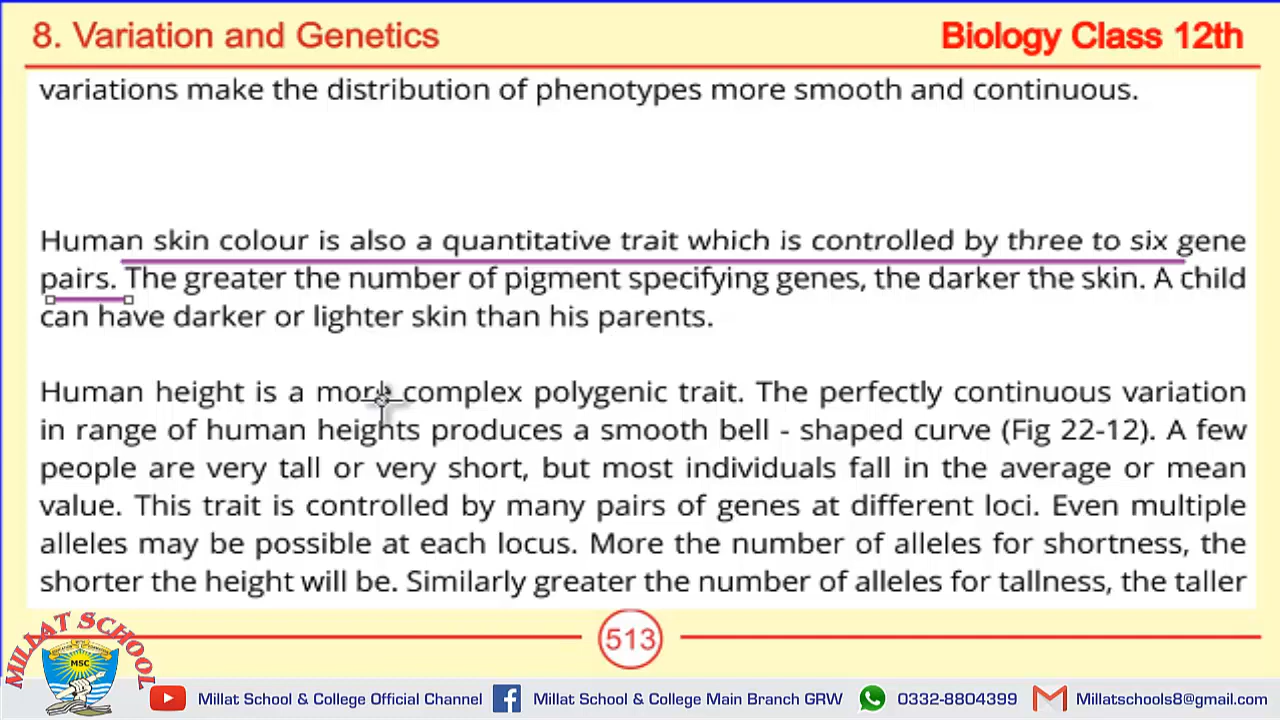 8. Variation and Genetics
Biology Class 12th
variations make the distribution of phenotypes more smooth and continuous.
Human skin colour is also a quantitative trait which is controlled by three to six gene
pairs. The greater the number of pigment specifying genes, the darker the skin. A child
can have darker or lighter skin than his parents.
Human height is a more complex polygenic trait. The perfectly continuous variation
in range of human heights produces a smooth bell - shaped curve (Fig 22-12). A few
people are very tall or very short, but most individuals fall in the average or mean
value. This trait is controlled by many pairs of genes at different loci. Even multiple
alleles may be possible at each locus. More the number of alleles for shortness, the
shorter the height will be. Similarly greater the number of alleles for tallness, the taller
513
MILLAT SCHOOL
MSC
Millat School & College Official Channel
Millat School & College Main Branch GRW
0332-8804399
Millatschools8@gmail.com